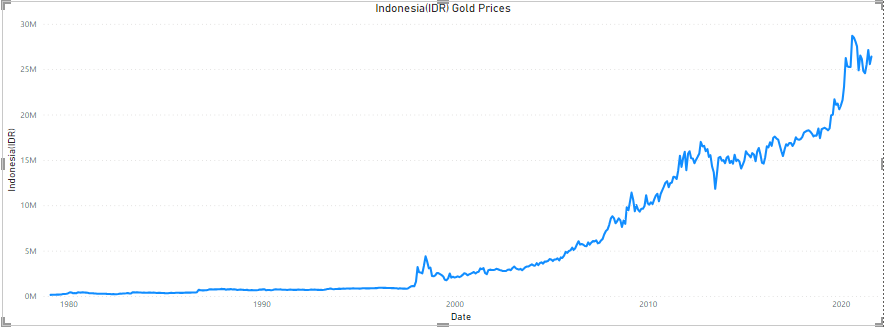 Indonesia(IDR) Gold Prices
30M
25M
20M
15M
10M
5M
0M
Indonesia(IDR)
1980 1990 2000 2010 2020
Date